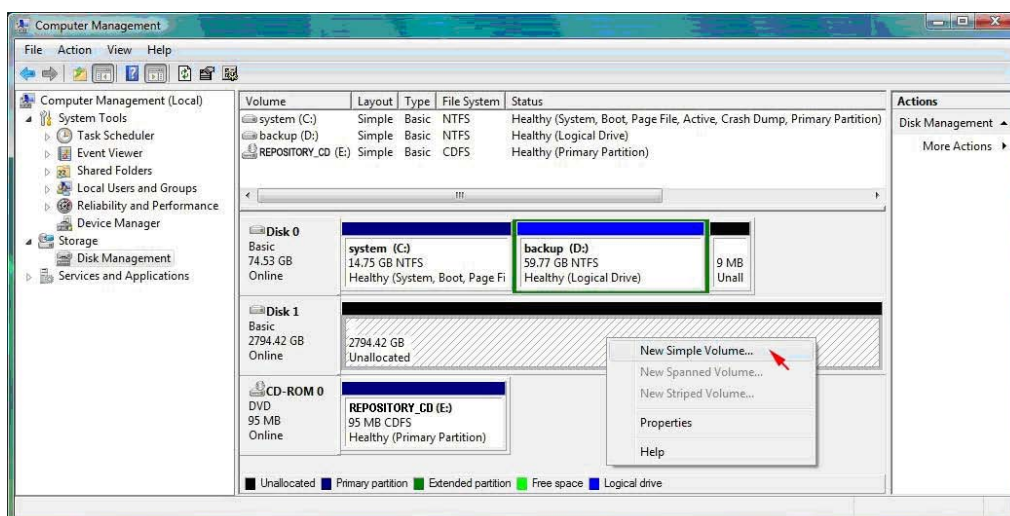 Computer Management
File Action View Help
Computer Management (Local)
System Tools
Task Scheduler
Event Viewer
Shared Folders
Local Users and Groups
Reliability and Performance
Device Manager
Storage
Disk Management
Services and Applications
Volume Layout Type File System Status
system (C:) Simple Basic NTFS Healthy (System, Boot, Page File, Active, Crash Dump, Primary Partition)
backup (D:) Simple Basic NTFS Healthy (Logical Drive)
REPOSITORY_CD (E:) Simple Basic CDFS Healthy (Primary Partition)
Actions
Disk Management
More Actions
Disk 0
Basic
74.53 GB
Online
system (C:)
14.75 GB NTFS
Healthy (System, Boot, Page Fi
backup (D:)
59.77 GB NTFS
Healthy (Logical Drive)
9 MB
Unall
Disk 1
Basic
2794.42 GB
Online
2794.42 GB
Unallocated
New Simple Volume...
New Spanned Volume...
New Striped Volume...
Properties
Help
CD-ROM 0
DVD
95 MB
Online
REPOSITORY_CD (E:)
95 MB CDFS
Healthy (Primary Partition)
Unallocated Primary partition Extended partition Free space Logical drive